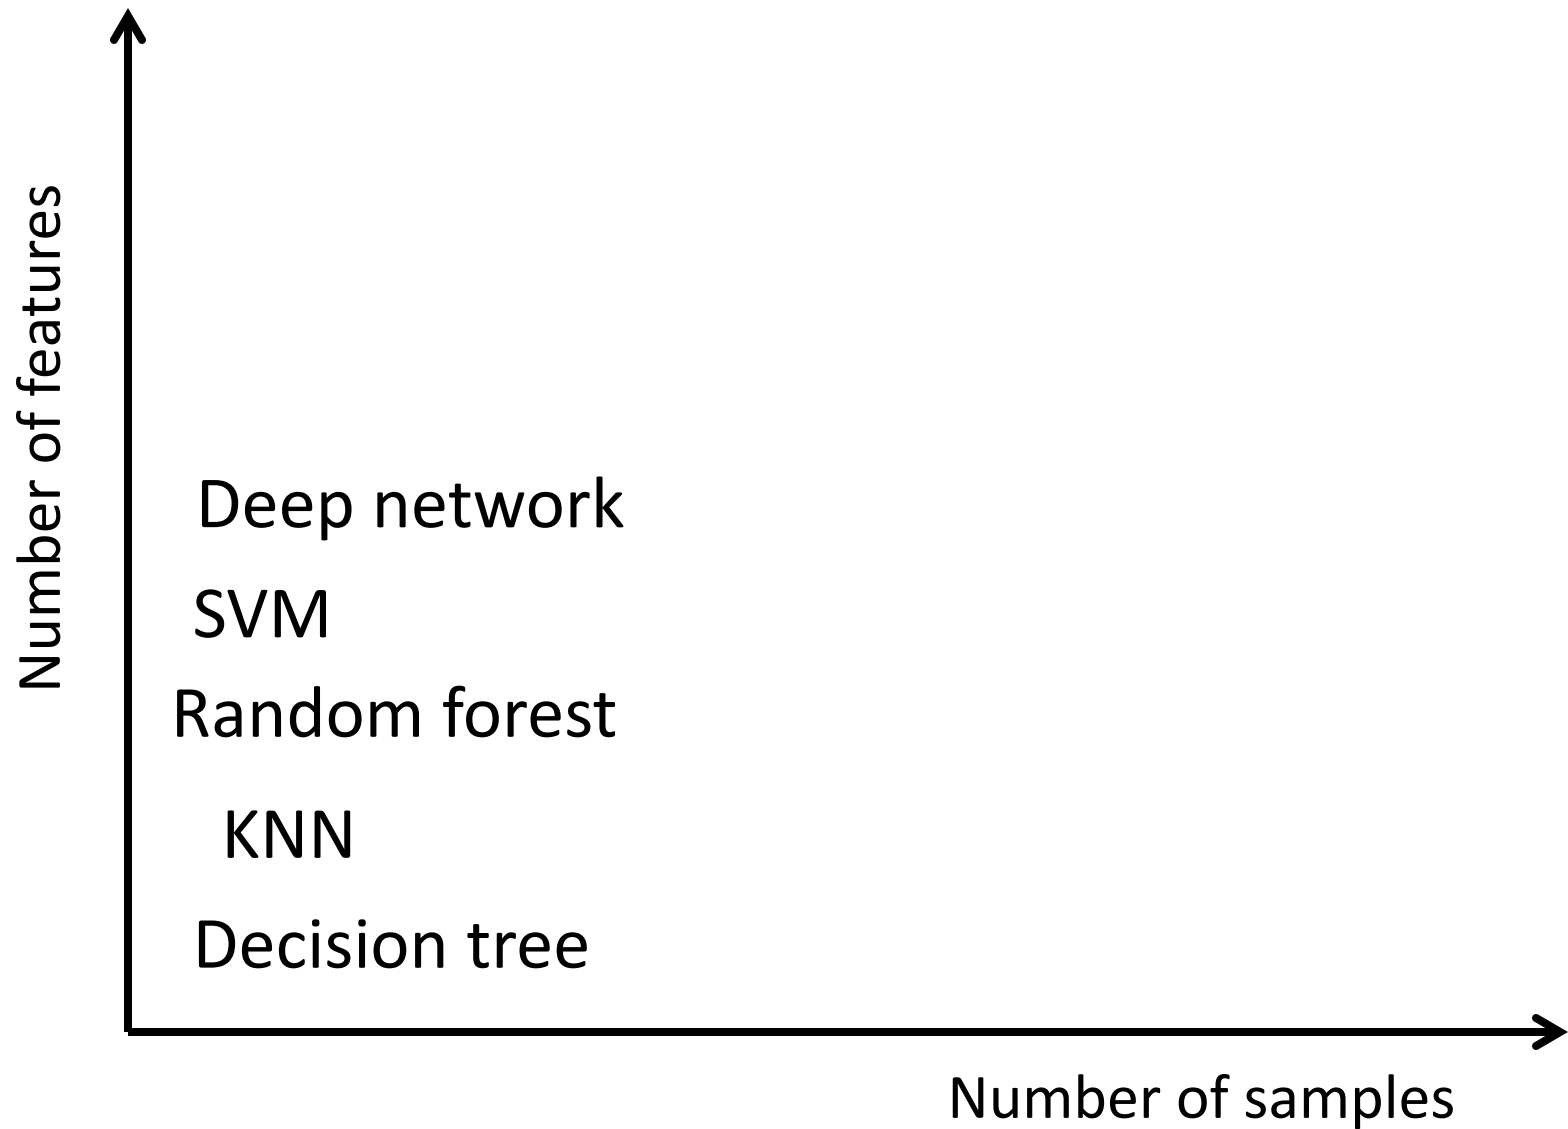 Number of features
Deep network
SVM
Random forest
KNN
Decision tree
Number of samples